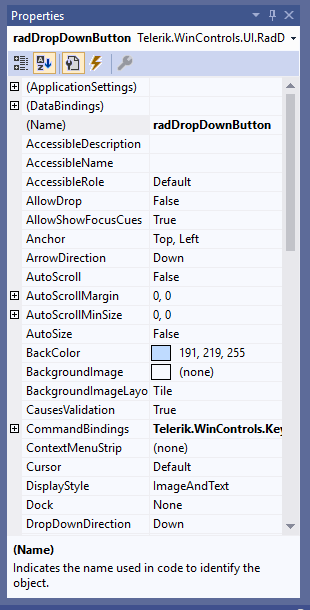 Properties
radDropDownButton Telerik.WinControls.UI.RadD
(ApplicationSettings)
(DataBindings)
(Name) radDropDownButton
AccessibleDescription
AccessibleName
AccessibleRole Default
AllowDrop False
AllowShowFocusCues True
Anchor Top, Left
ArrowDirection Down
AutoScroll False
AutoScrollMargin 0, 0
AutoScrollMinSize 0, 0
AutoSize False
BackColor 191, 219, 255
BackgroundImage (none)
BackgroundImageLayo Tile
CausesValidation True
CommandBindings Telerik.WinControls.Key
ContextMenuStrip (none)
Cursor Default
DisplayStyle ImageAndText
Dock None
DropDownDirection Down
(Name)
Indicates the name used in code to identify the
object.